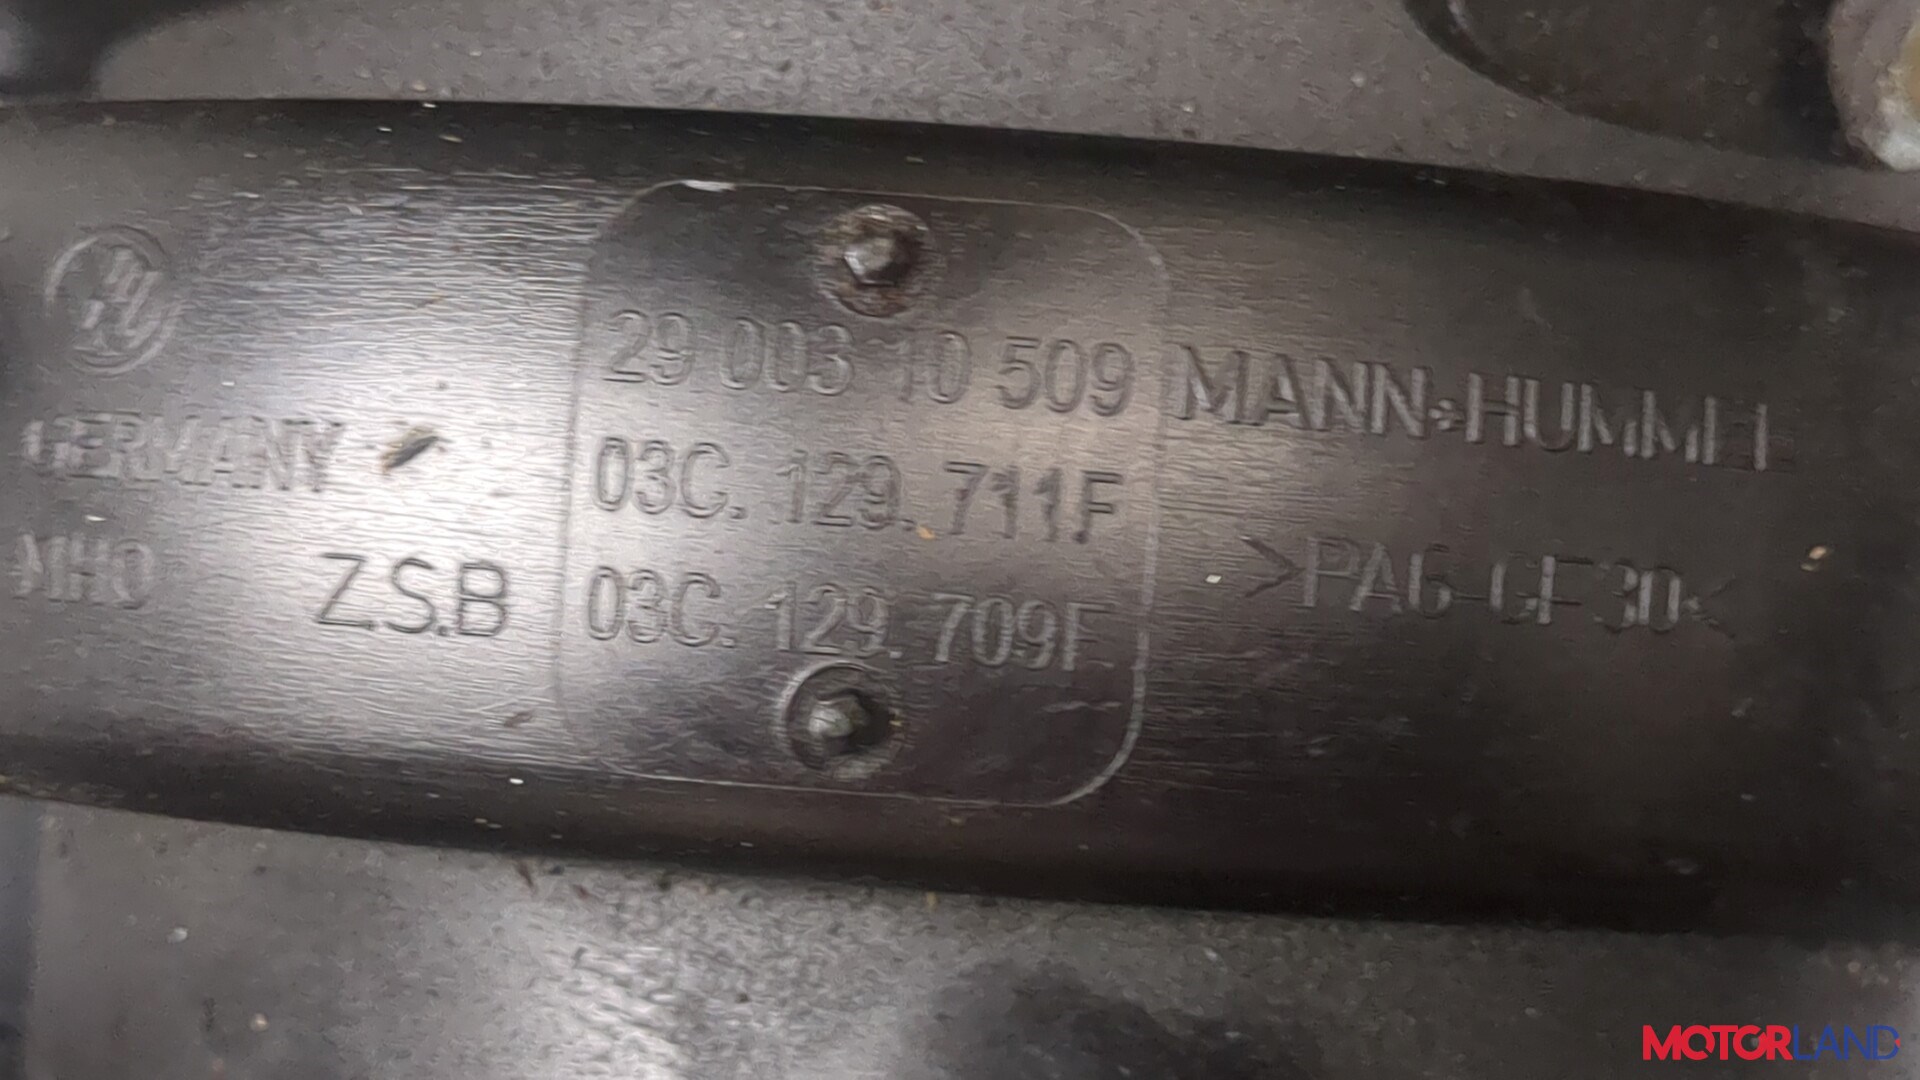 29 003 10 509 MANN+HUMMEL
GERMANY 03C. 129. 711F
MHO Z.S.B 03C. 129. 709F >PA6-GF30<
MOTORLAND